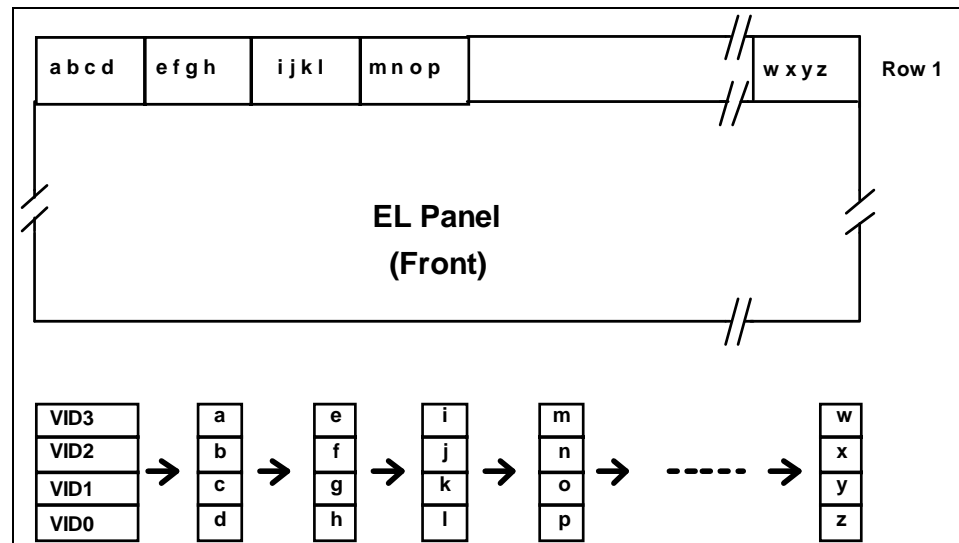 a b c d e f g h i j k l m n o p w x y z Row 1
EL Panel
(Front)
VID3 a e i m w
VID2 b f j n x
VID1 c g k o y
VID0 d h l p z